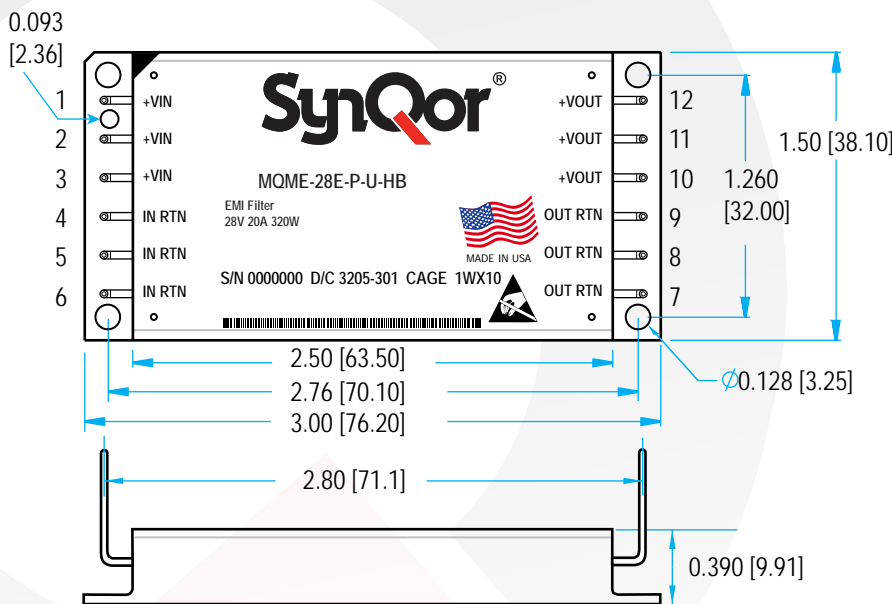 0.093
[2.36]
SynQor®
1
+VIN
+VOUT
12
2
+VIN
+VOUT
11
1.50 [38.10]
3
+VIN
MQME-28E-P-U-HB
+VOUT
10
1.260
[32.00]
EMI Filter
28V 20A 320W
4
IN RTN
OUT RTN
9
5
IN RTN
MADE IN USA
OUT RTN
8
S/N 0000000 D/C 3205-301 CAGE 1WX10
6
IN RTN
OUT RTN
7
2.50 [63.50]
2.76 [70.10]
∅0.128 [3.25]
3.00 [76.20]
2.80 [71.1]
0.390 [9.91]